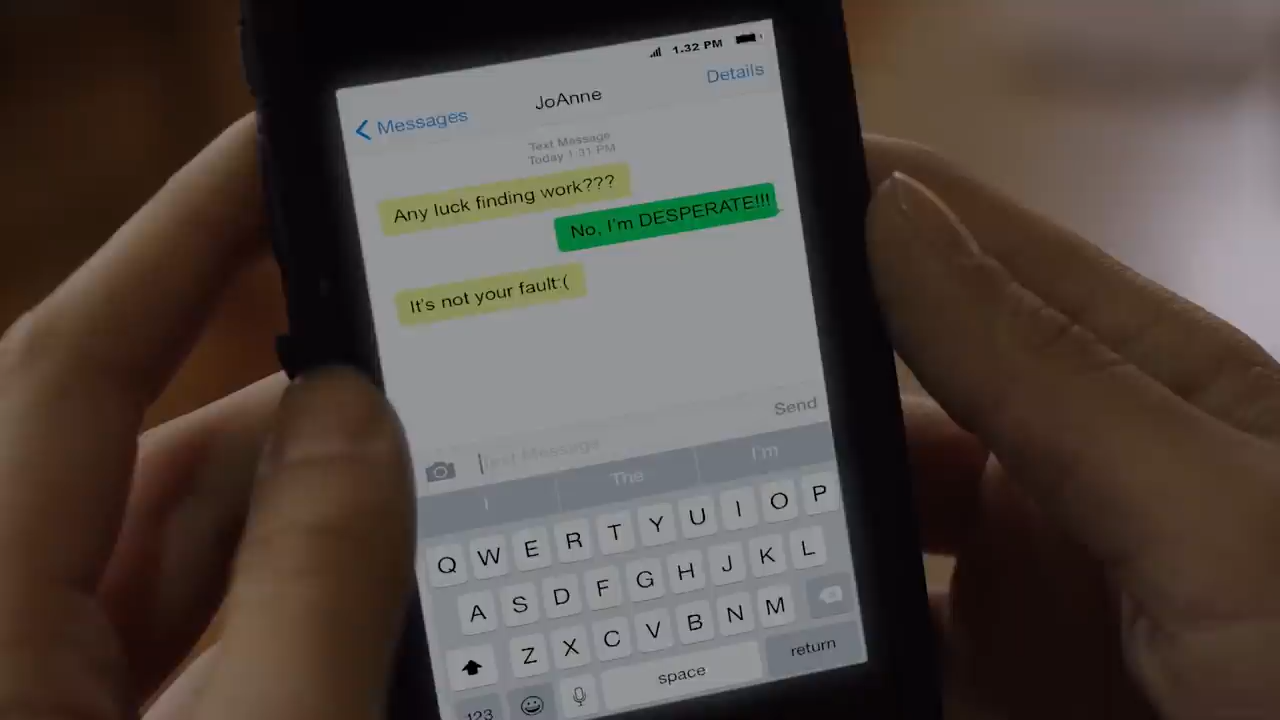 1.32 PM
Messages
JoAnne
Details
Text Message
Today 1:31 PM
Any luck finding work???
No, I'm DESPERATE!!!
It's not your fault:(
Text Message
Send
I
The
I'm
Q W E R T Y U I O P
A S D F G H J K L
Z X C V B N M
123
space
return